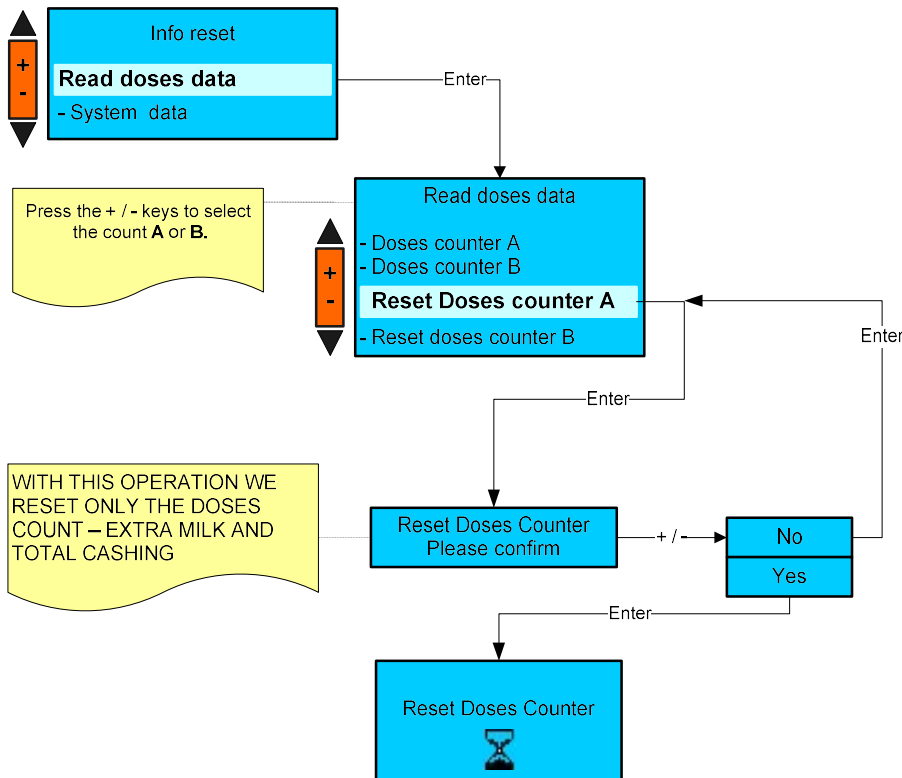 Info reset
+
-
Read doses data
- System data
Enter
Press the + / - keys to select
the count A or B.
Read doses data
- Doses counter A
- Doses counter B
+
-
Reset Doses counter A
- Reset doses counter B
Enter
Enter
WITH THIS OPERATION WE
RESET ONLY THE DOSES
COUNT – EXTRA MILK AND
TOTAL CASHING
Reset Doses Counter
Please confirm
+ / -
No
Yes
Enter
Reset Doses Counter